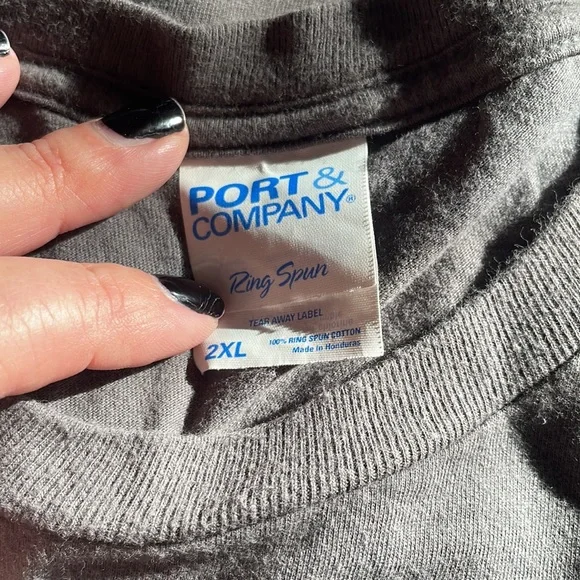 PORT &
COMPANY®
Ring Spun
TEAR AWAY LABEL
2XL
100% RING SPUN COTTON
Made in Honduras